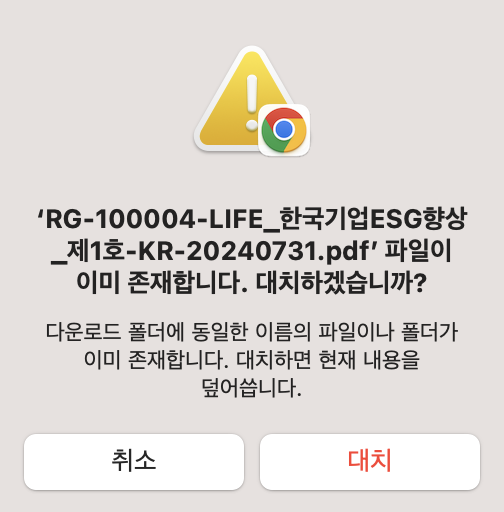 ‘RG-100004-LIFE_한국기업ESG향상
_제1호-KR-20240731.pdf’ 파일이
이미 존재합니다. 대치하겠습니까?
다운로드 폴더에 동일한 이름의 파일이나 폴더가
이미 존재합니다. 대치하면 현재 내용을
덮어씁니다.
취소
대치